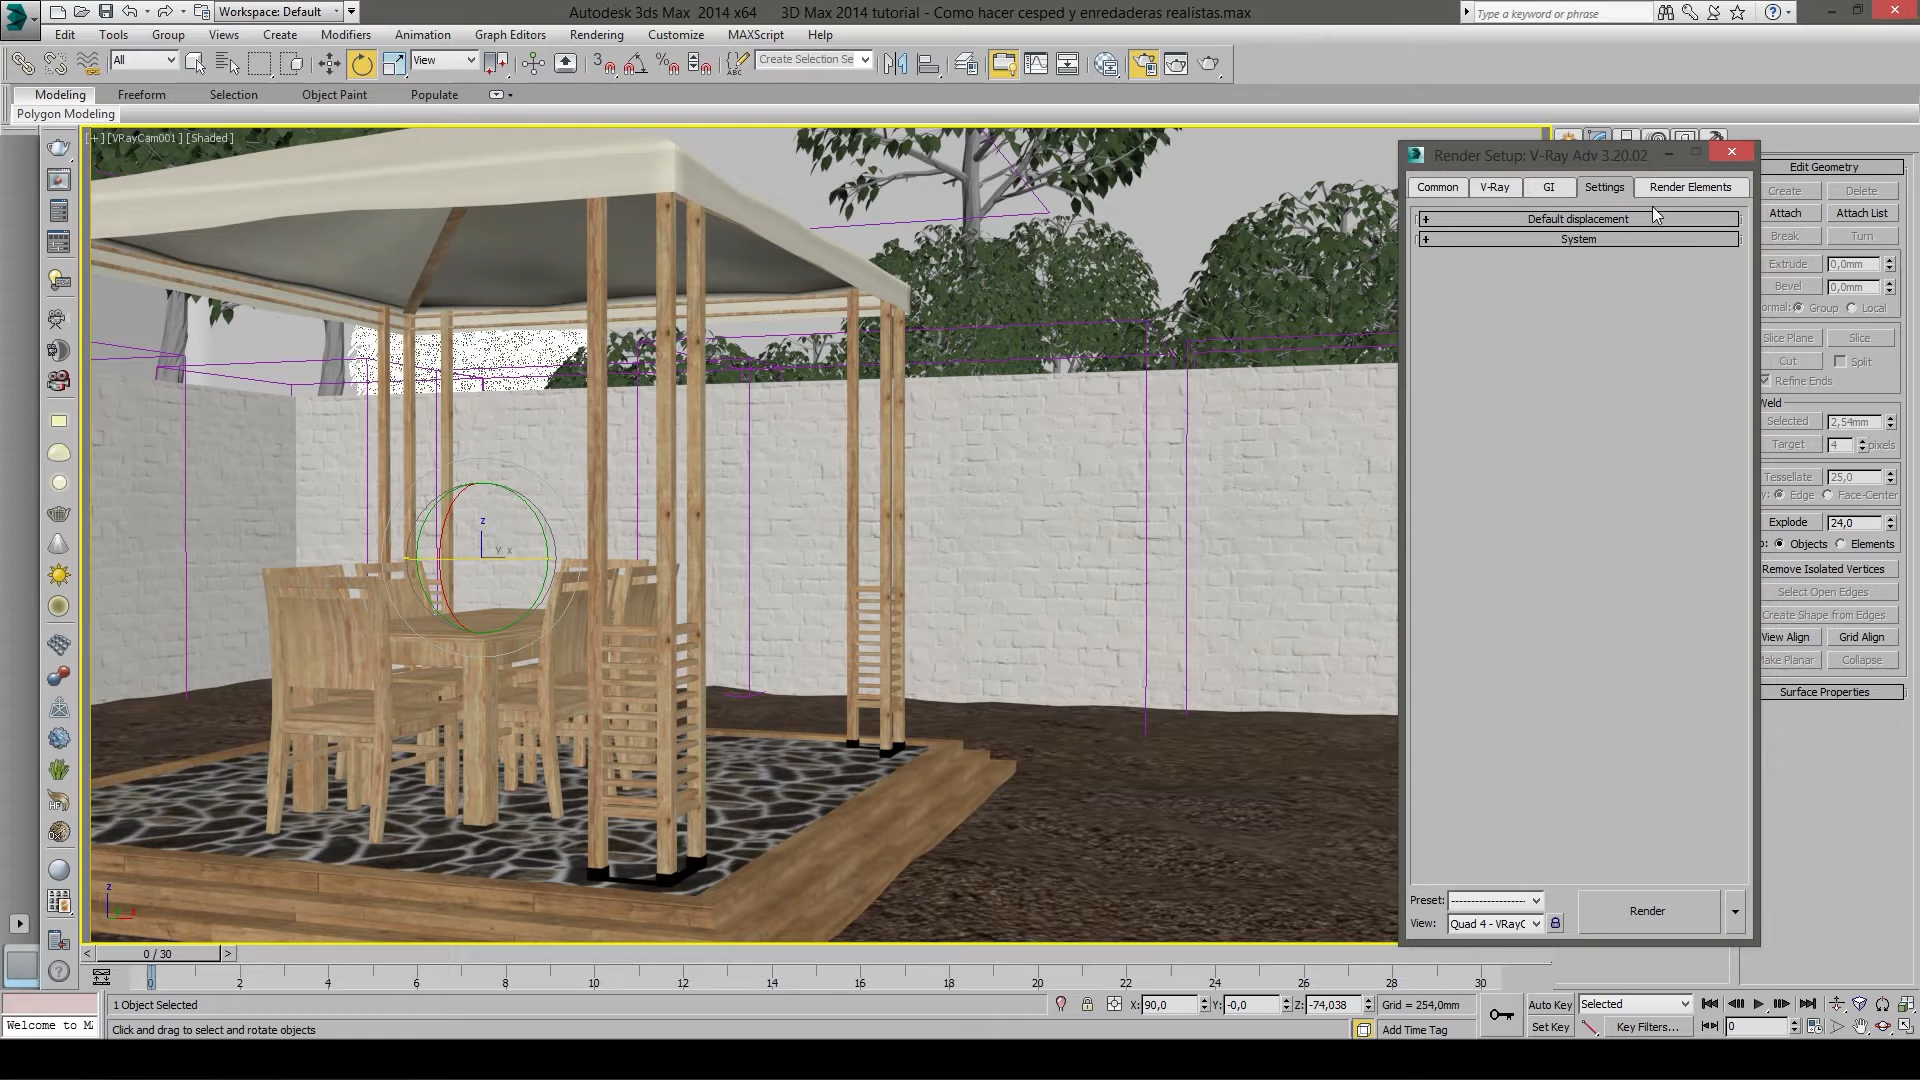 Workspace: Default
Autodesk 3ds Max 2014 x64 3D Max 2014 tutorial - Como hacer cesped y enredaderas realistas.max
Type a keyword or phrase
Edit Tools Group Views Create Modifiers Animation Graph Editors Rendering Customize MAXScript Help
All View Create Selection Se
Modeling Freeform Selection Object Paint Populate
Polygon Modeling
[+] [VRayCam001] [Shaded]
Render Setup: V-Ray Adv 3.20.02
Common V-Ray GI Settings Render Elements
+ Default displacement
+ System
Preset: --------------------
View: Quad 4 - VRayC
Render
Edit Geometry
Create Delete
Attach Attach List
Break Turn
Extrude 0,0mm
Bevel 0,0mm
ormal: Group Local
Slice Plane Slice
Cut Split
Refine Ends
Weld
Selected 2,54mm
Target 4 pixels
Tessellate 25,0
y: Edge Face-Center
Explode 24,0
o: Objects Elements
Remove Isolated Vertices
Select Open Edges
Create Shape from Edges
View Align Grid Align
Make Planar Collapse
Surface Properties
z
y x
z
x
< 0 / 30 >
0 2 4 6 8 10 12 14 16 18 20 22 24 26 28 30
1 Object Selected X: 90,0 Y: -0,0 Z: -74,038 Grid = 254,0mm Auto Key Selected
Welcome to M
Click and drag to select and rotate objects Add Time Tag Set Key Key Filters... 0